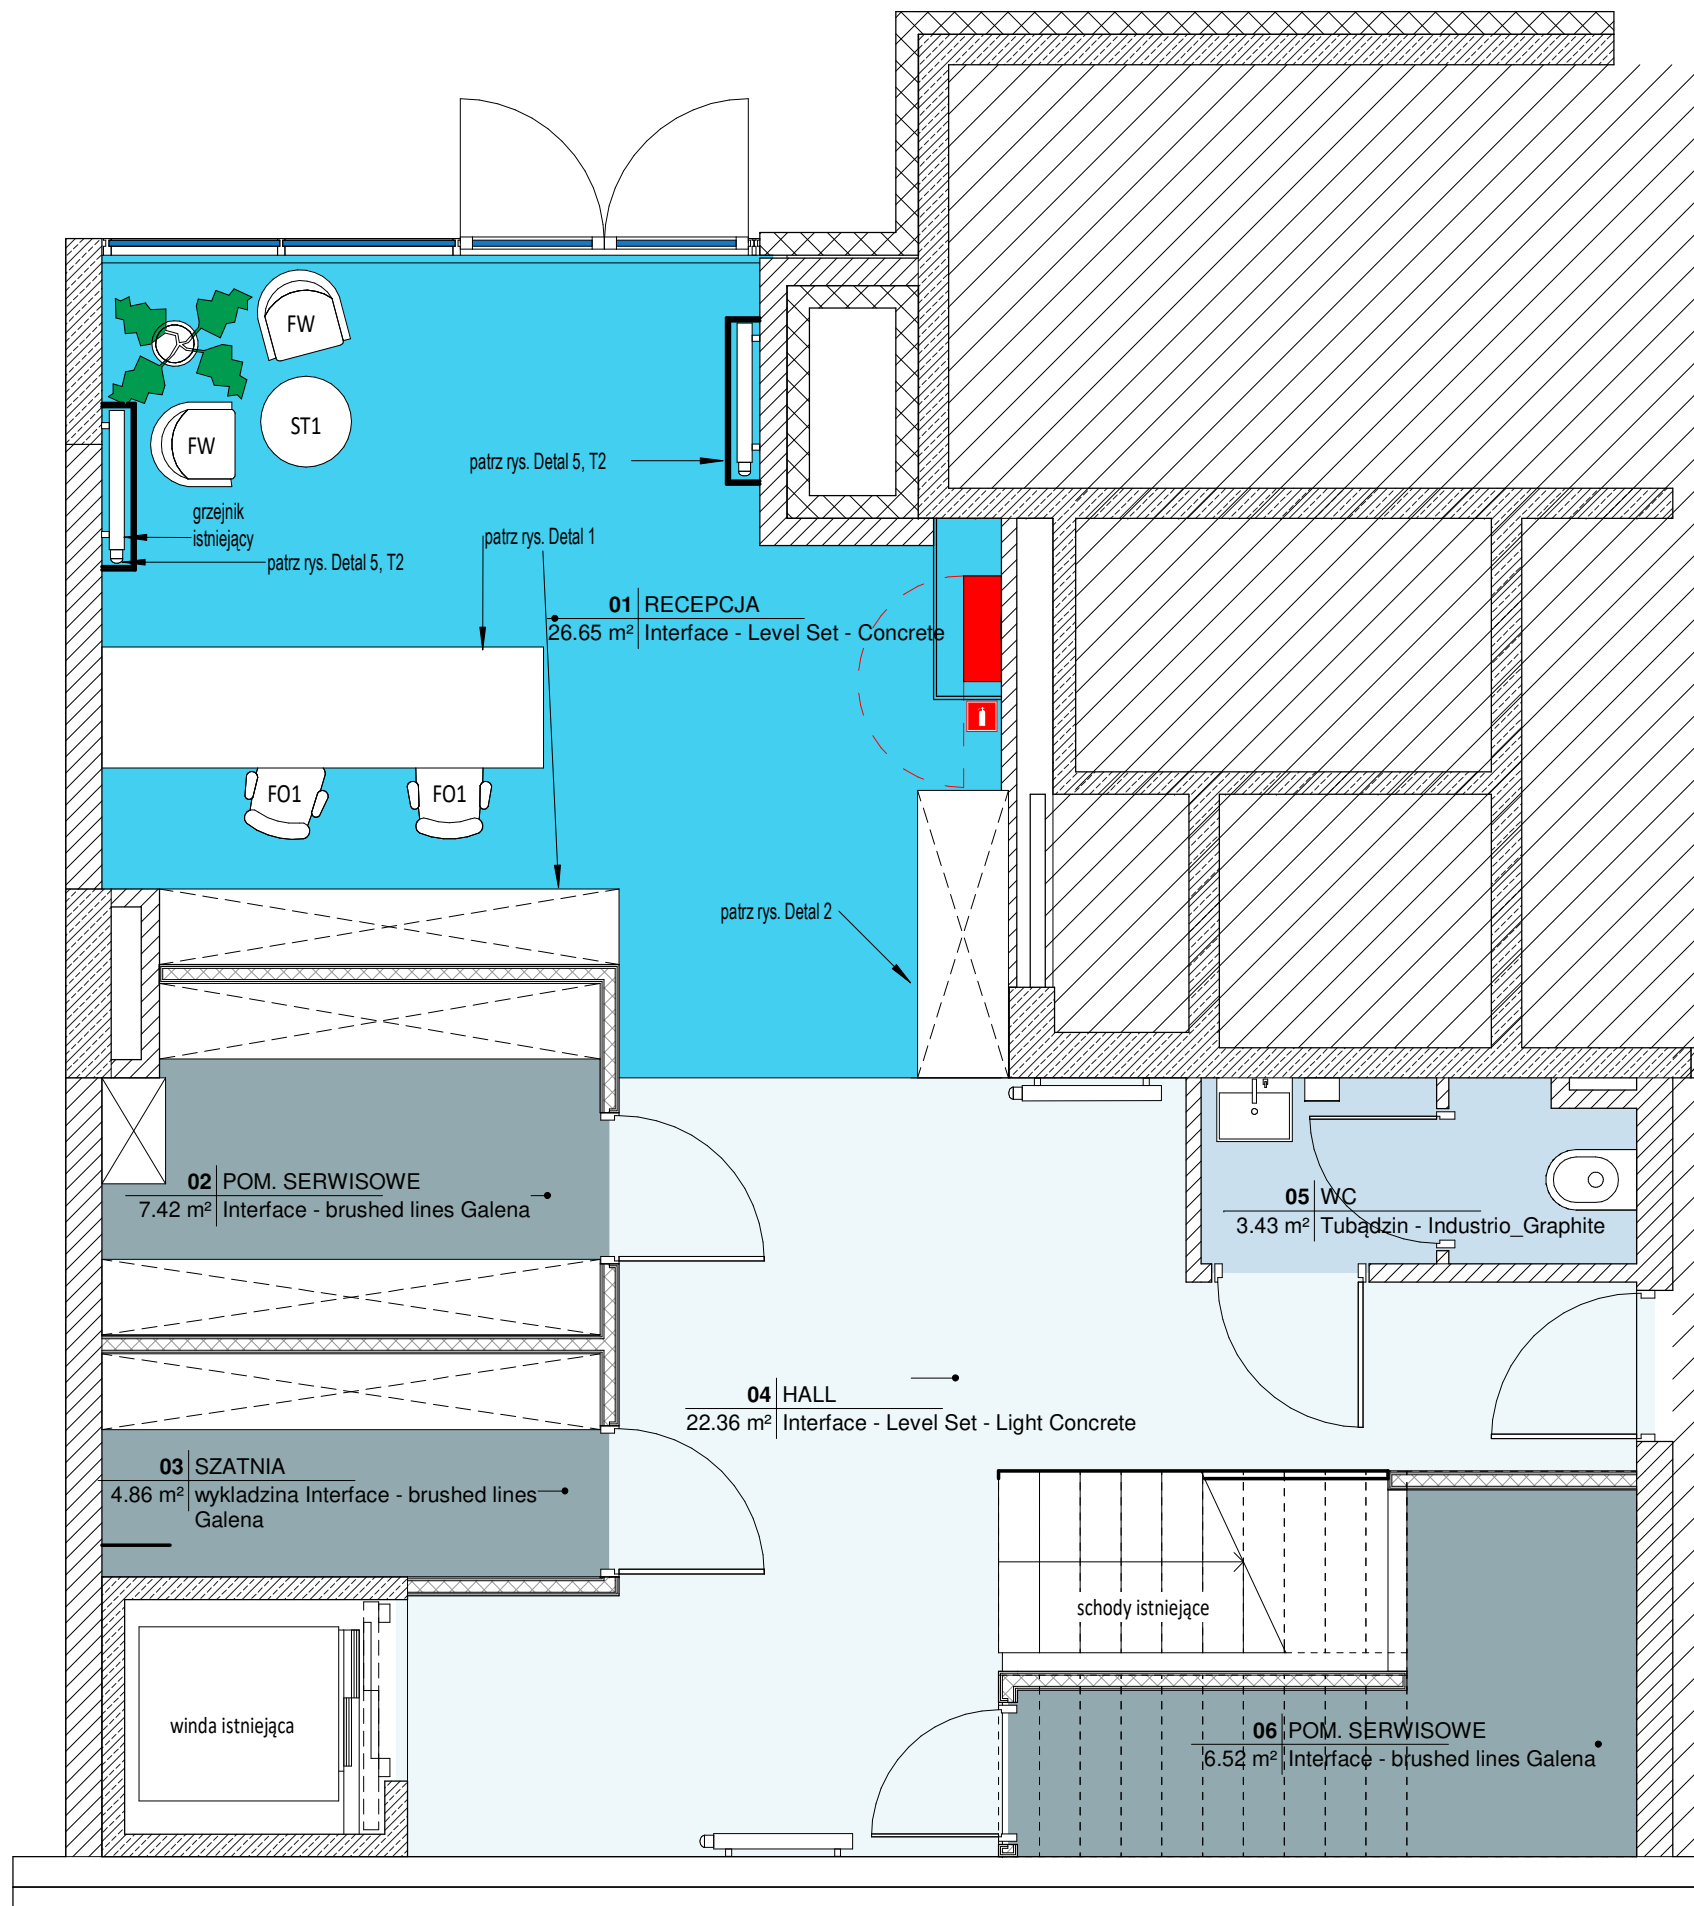 FW
ST1
FW
patrz rys. Detal 5, T2
grzejnik
istniejący
patrz rys. Detal 1
patrz rys. Detal 5, T2
01 RECEPCJA
26.65 m² Interface - Level Set - Concrete
FO1
FO1
patrz rys. Detal 2
02 POM. SERWISOWE
7.42 m² Interface - brushed lines Galena
05 WC
3.43 m² Tubądzin - Industrio_Graphite
04 HALL
22.36 m² Interface - Level Set - Light Concrete
03 SZATNIA
4.86 m² wykladzina Interface - brushed lines
Galena
schody istniejące
winda istniejąca
06 POM. SERWISOWE
6.52 m² Interface - brushed lines Galena